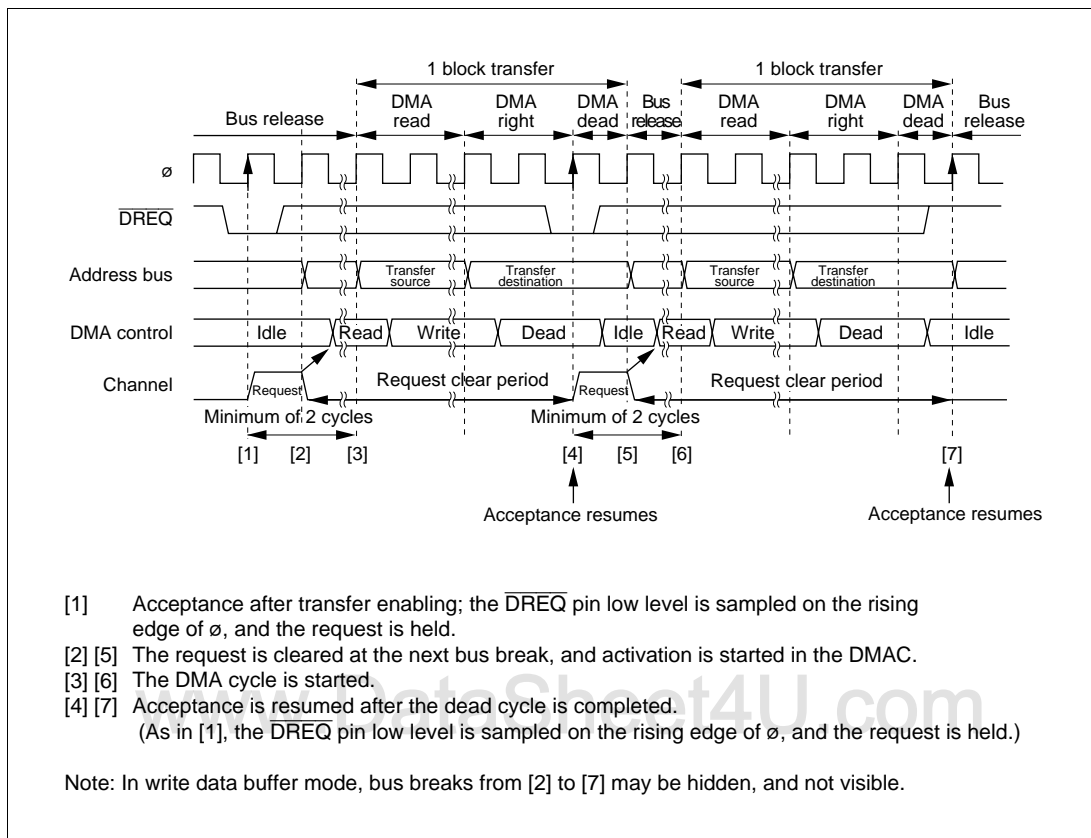 1 block transfer 1 block transfer
Bus release DMA read DMA right DMA dead Bus release DMA read DMA right DMA dead Bus release
ø
DREQ
Address bus Transfer source Transfer destination Transfer source Transfer destination
DMA control Idle Read Write Dead Idle Read Write Dead Idle
Channel Request Request clear period Request Request clear period
Minimum of 2 cycles Minimum of 2 cycles
[1] [2] [3] [4] [5] [6] [7]
Acceptance resumes Acceptance resumes
[1] Acceptance after transfer enabling; the DREQ pin low level is sampled on the rising
edge of ø, and the request is held.
[2] [5] The request is cleared at the next bus break, and activation is started in the DMAC.
[3] [6] The DMA cycle is started.
www.DataSheet4U.com
[4] [7] Acceptance is resumed after the dead cycle is completed.
(As in [1], the DREQ pin low level is sampled on the rising edge of ø, and the request is held.)
Note: In write data buffer mode, bus breaks from [2] to [7] may be hidden, and not visible.